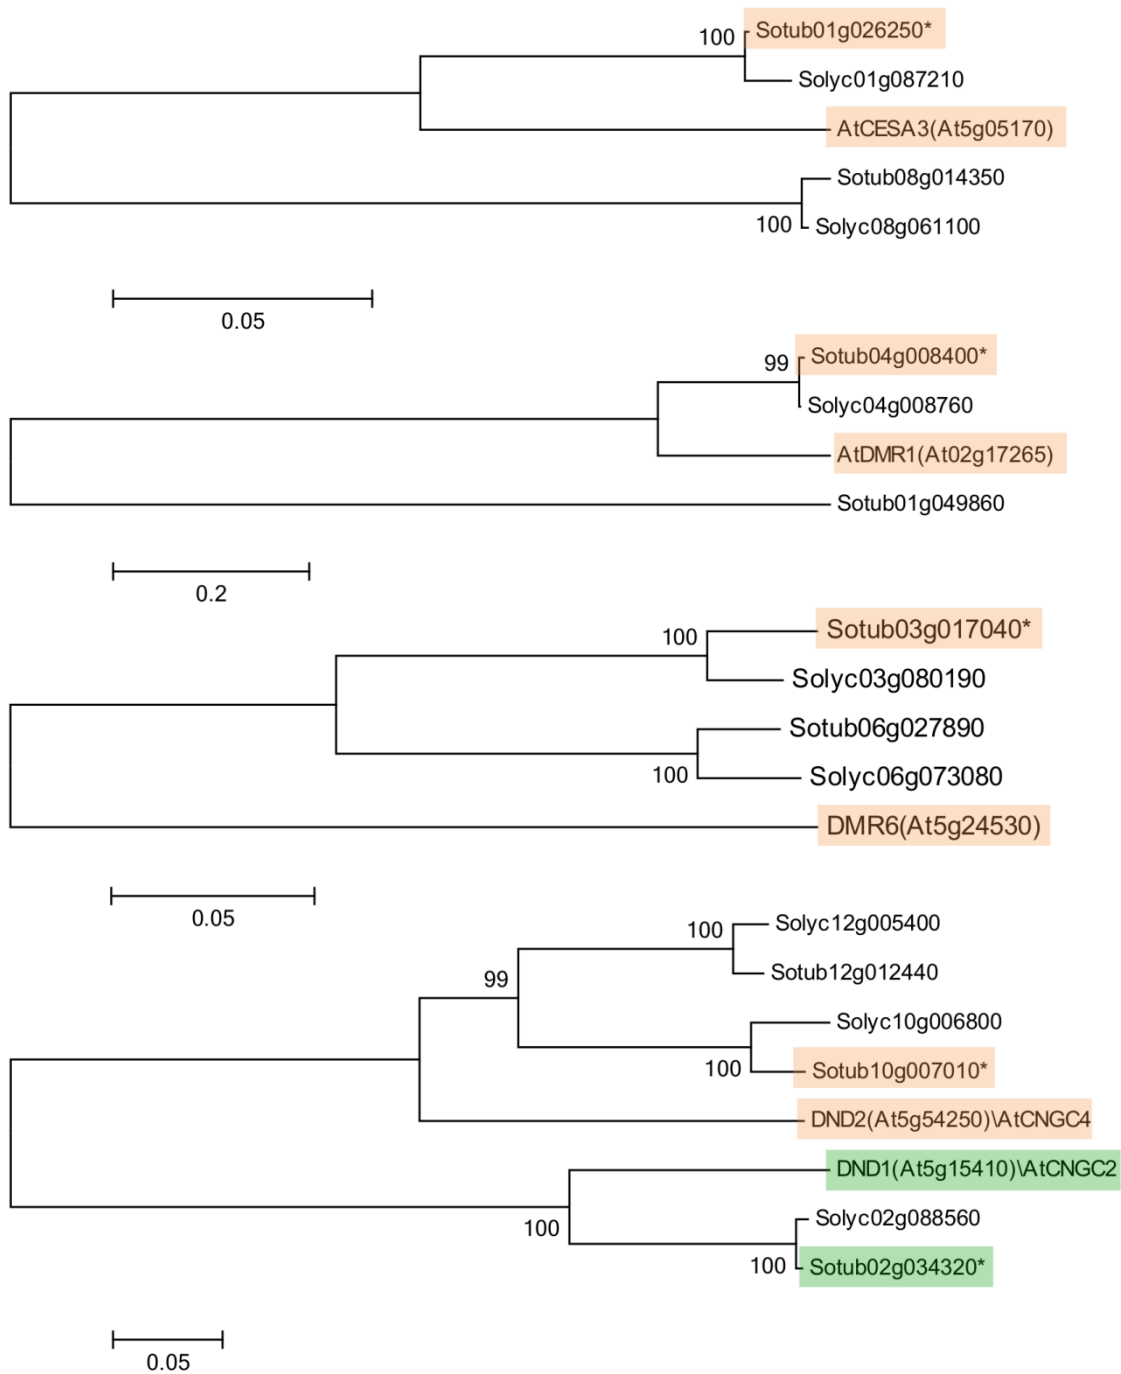 100
Sotub01g026250*
Solyc01g087210
AtCESA3(At5g05170)
Sotub08g014350
100
Solyc08g061100
0.05
99
Sotub04g008400*
Solyc04g008760
AtDMR1(At02g17265)
Sotub01g049860
0.2
100
Sotub03g017040*
Solyc03g080190
Sotub06g027890
100
Solyc06g073080
DMR6(At5g24530)
0.05
100
Solyc12g005400
Sotub12g012440
99
Solyc10g006800
100
Sotub10g007010*
DND2(At5g54250)\AtCNGC4
DND1(At5g15410)\AtCNGC2
Solyc02g088560
100
100
Sotub02g034320*
0.05